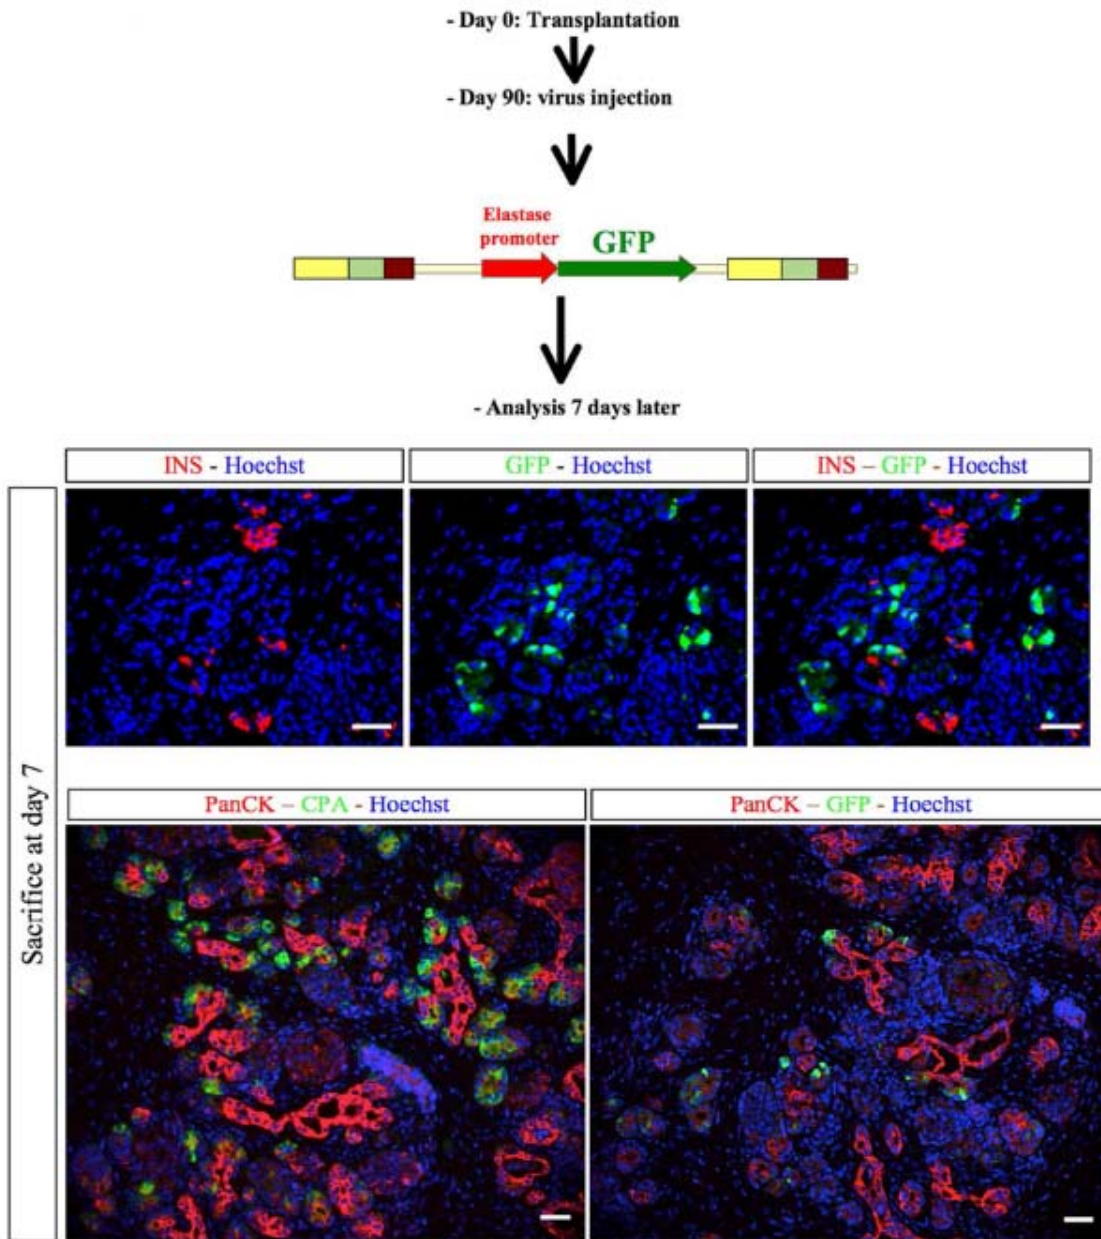 - Day 0: Transplantation
- Day 90: virus injection
Elastase
promoter
GFP
- Analysis 7 days later
INS - Hoechst
GFP - Hoechst
INS – GFP - Hoechst
Sacrifice at day 7
PanCK – CPA - Hoechst
PanCK – GFP - Hoechst